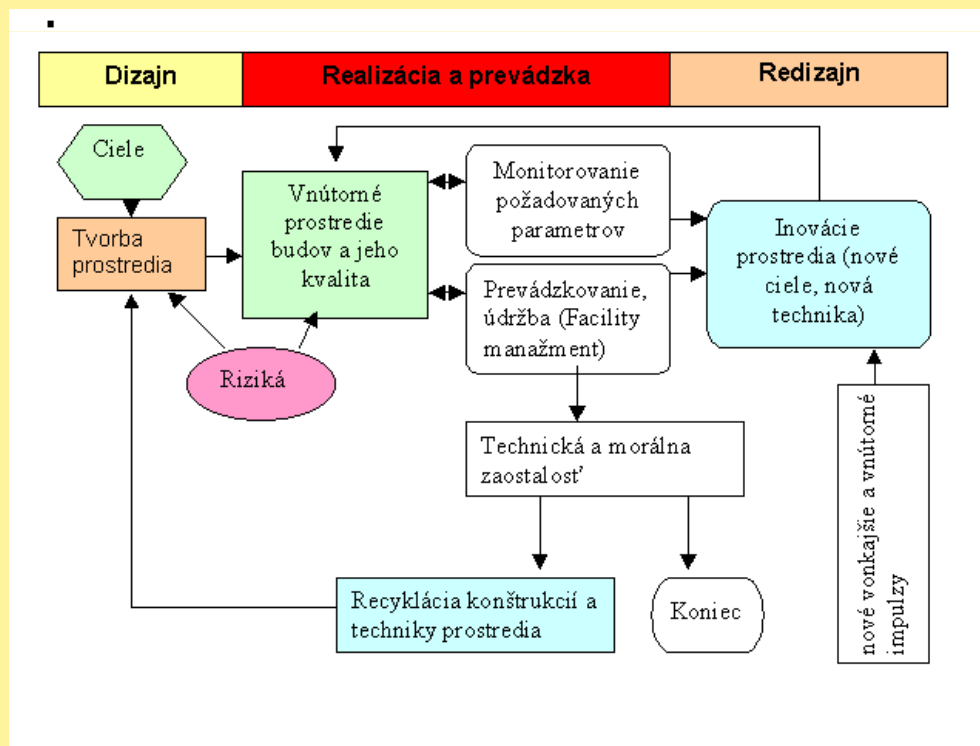 Dizajn
Realizácia a prevádzka
Redizajn
Ciele
Tvorba
prostredia
Vnútorné
prostredie
budov a jeho
kvalita
Riziká
Monitorovanie
požadovaných
parametrov
Prevádzkovanie,
údržba (Facility
manažment)
Inovácie
prostredia (nové
ciele, nová
technika)
Technická a morálna
zaostalosť
Recyklácia konštrukcií a
techniky prostredia
Koniec
nové vonkajšie a vnútorné
impulzy